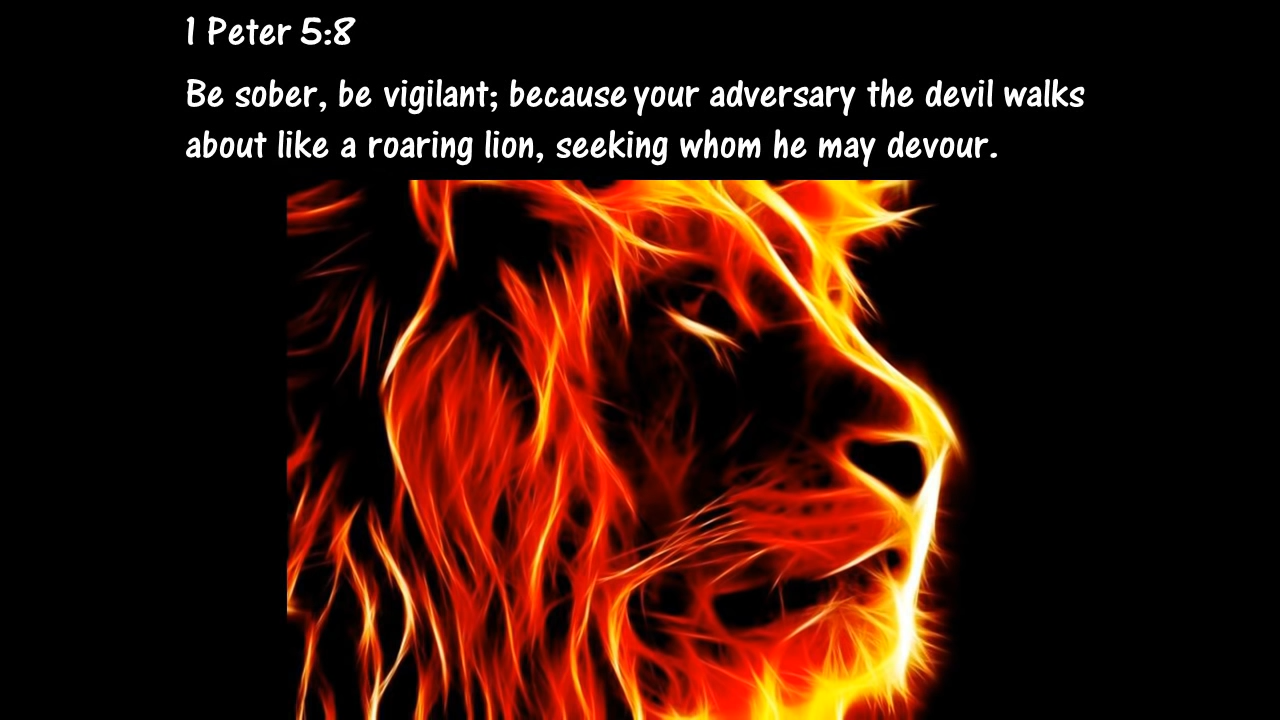 1 Peter 5:8
Be sober, be vigilant; because your adversary the devil walks
about like a roaring lion, seeking whom he may devour.